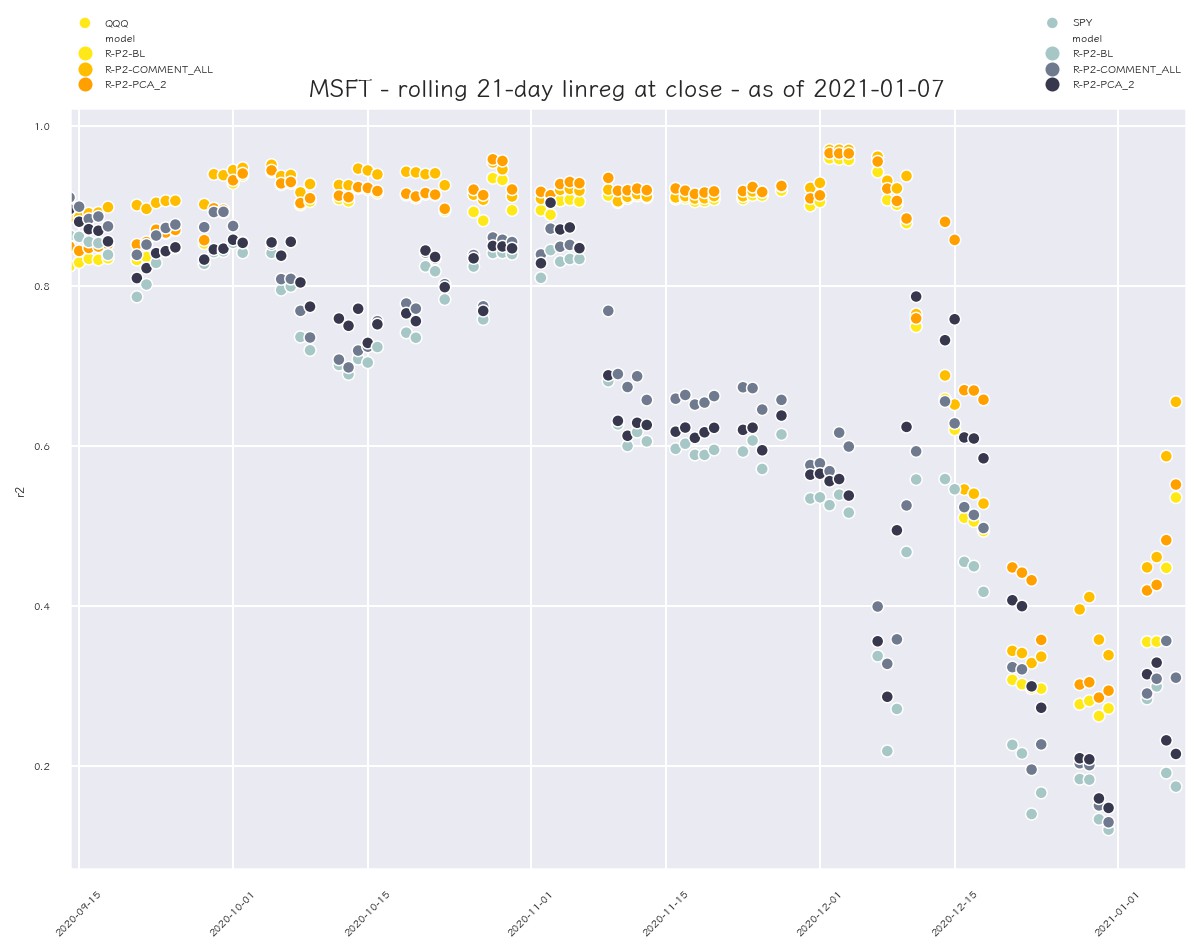 QQQ
model
R-P2-BL
R-P2-COMMENT_ALL
R-P2-PCA_2
SPY
model
R-P2-BL
R-P2-COMMENT_ALL
R-P2-PCA_2
MSFT - rolling 21-day linreg at close - as of 2021-01-07
1.0
0.8
0.6
0.4
0.2
r2
2020-09-15
2020-10-01
2020-10-15
2020-11-01
2020-11-15
2020-12-01
2020-12-15
2021-01-01